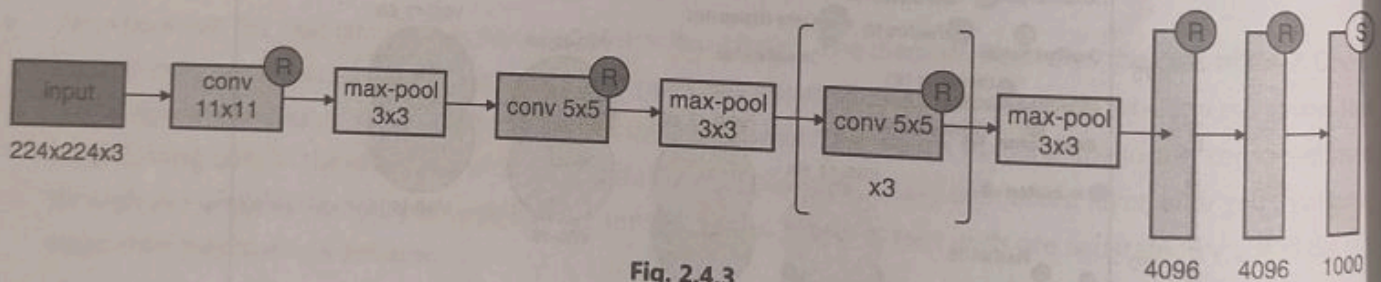 input
224x224x3
conv
11x11
R
max-pool
3x3
conv 5x5
R
max-pool
3x3
conv 5x5
R
x3
max-pool
3x3
R
4096
R
4096
S
1000
Fig. 2.4.3